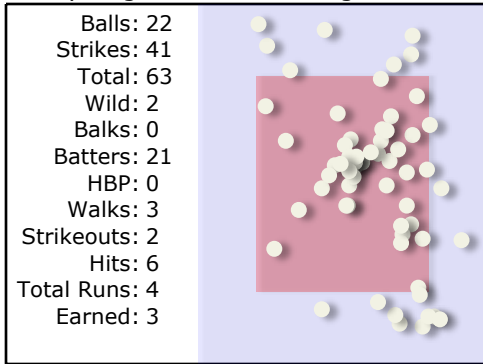 Balls: 22
Strikes: 41
Total: 63
Wild: 2
Balks: 0
Batters: 21
HBP: 0
Walks: 3
Strikeouts: 2
Hits: 6
Total Runs: 4
Earned: 3